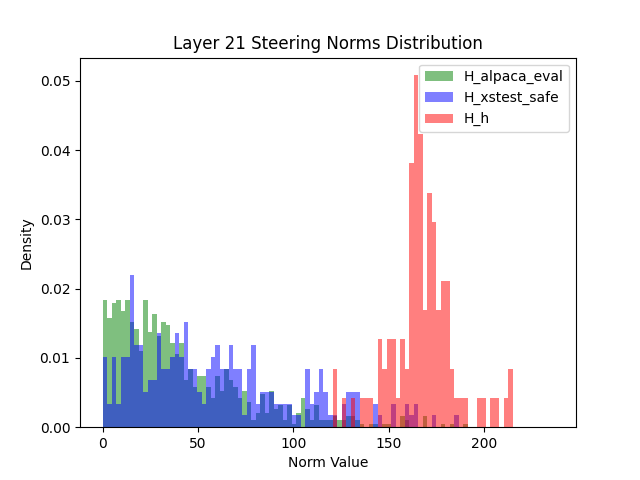 Layer 21 Steering Norms Distribution
H_alpaca_eval
H_xstest_safe
H_h
0.05
0.04
0.03
0.02
0.01
0.00
Density
0 50 100 150 200
Norm Value